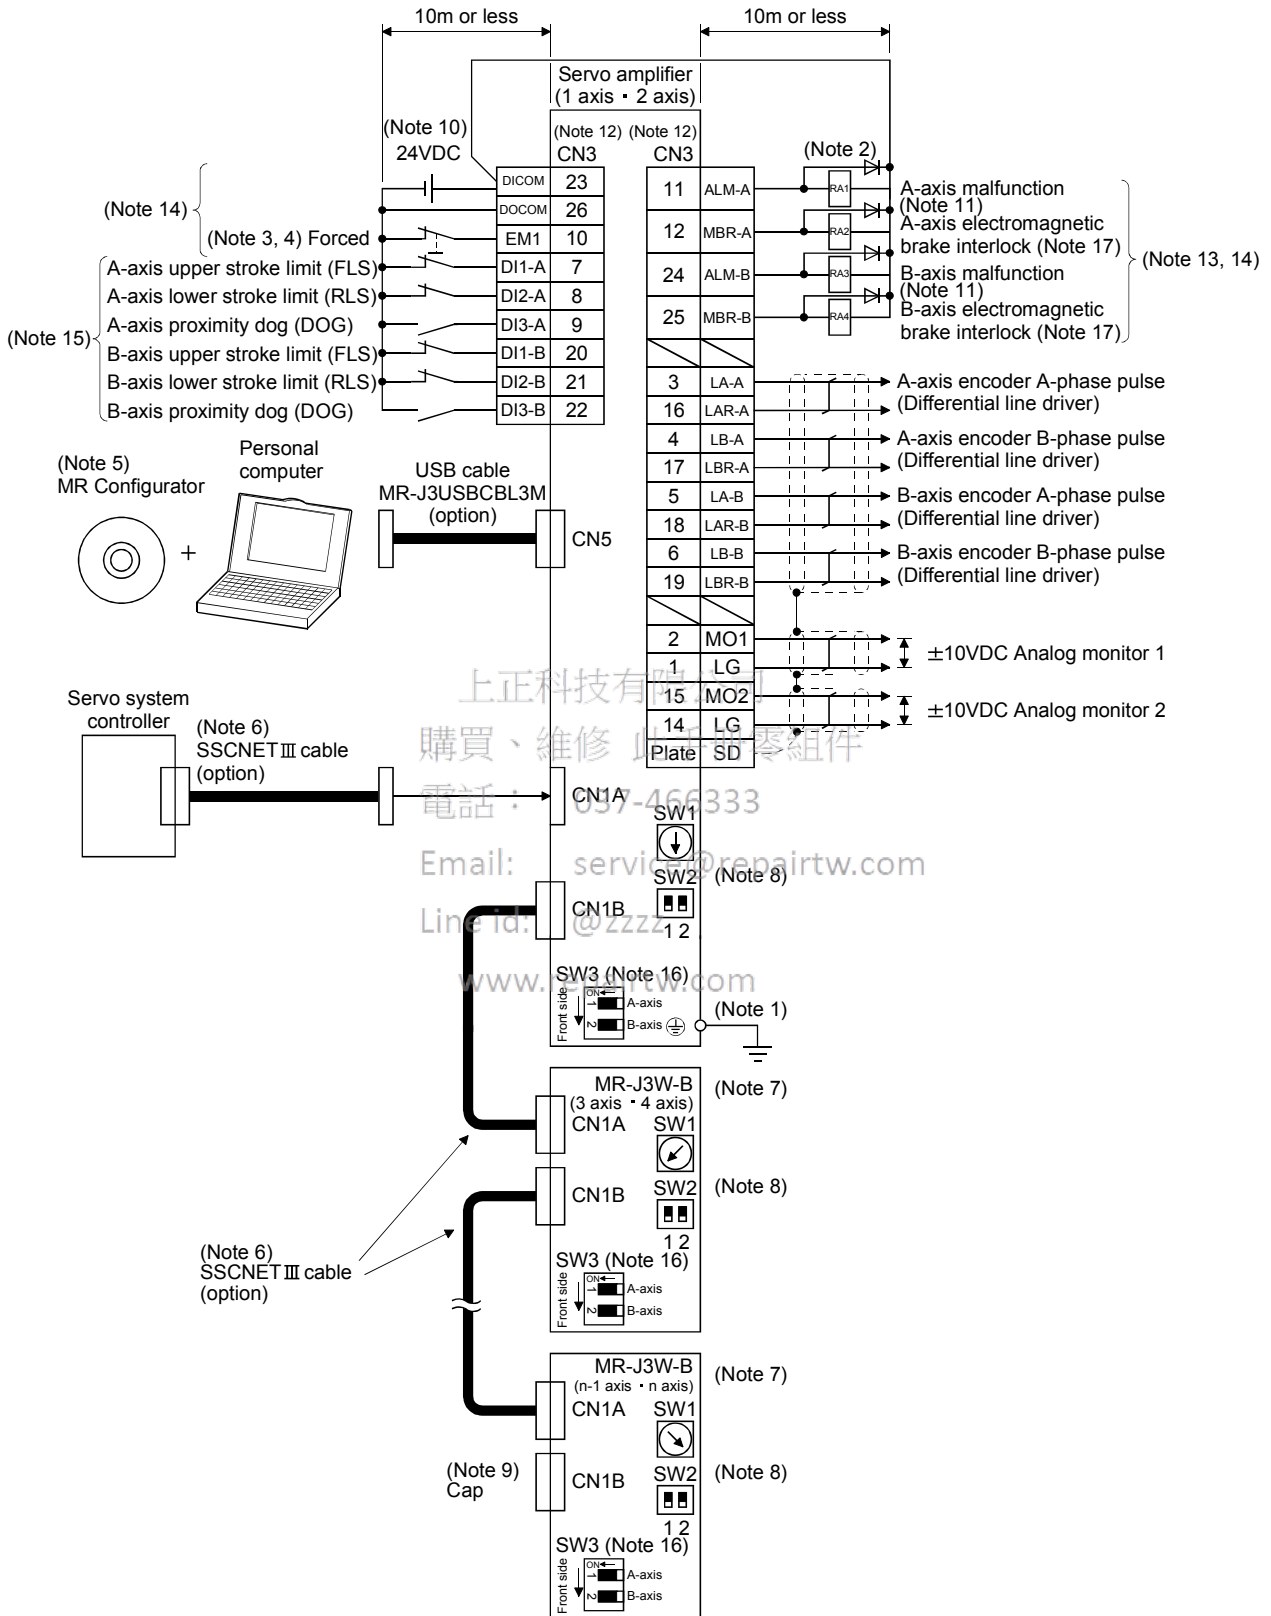 10m or less
10m or less
Servo amplifier
(1 axis・2 axis)
(Note 10)
24VDC
(Note 12)
CN3
(Note 12)
CN3
(Note 2)
DICOM 23
DOCOM 26
EM1 10
DI1-A 7
DI2-A 8
DI3-A 9
DI1-B 20
DI2-B 21
DI3-B 22
(Note 14)
(Note 3, 4) Forced
A-axis upper stroke limit (FLS)
A-axis lower stroke limit (RLS)
A-axis proximity dog (DOG)
(Note 15)
B-axis upper stroke limit (FLS)
B-axis lower stroke limit (RLS)
B-axis proximity dog (DOG)
11 ALM-A RA1
12 MBR-A RA2
24 ALM-B RA3
25 MBR-B RA4
A-axis malfunction
(Note 11)
A-axis electromagnetic
brake interlock (Note 17)
B-axis malfunction
(Note 11)
B-axis electromagnetic
brake interlock (Note 17)
(Note 13, 14)
3 LA-A
16 LAR-A
4 LB-A
17 LBR-A
5 LA-B
18 LAR-B
6 LB-B
19 LBR-B
A-axis encoder A-phase pulse
(Differential line driver)
A-axis encoder B-phase pulse
(Differential line driver)
B-axis encoder A-phase pulse
(Differential line driver)
B-axis encoder B-phase pulse
(Differential line driver)
2 MO1
1 LG
15 MO2
14 LG
Plate SD
±10VDC Analog monitor 1
±10VDC Analog monitor 2
(Note 5)
MR Configurator
+
Personal
computer
USB cable
MR-J3USBCBL3M
(option)
CN5
Servo system
controller
(Note 6)
SSCNETⅢ cable
(option)
上正科技有限公司
購買、維修 此手冊零組件
電話： 037-466333
Email: service@repairtw.com
Line id: @zzzz
www.repairtw.com
CN1A
SW1
CN1B
SW2
(Note 8)
1 2
SW3 (Note 16)
Front side
ON
1
A-axis
2
B-axis
(Note 1)
MR-J3W-B
(3 axis・4 axis)
(Note 7)
CN1A
SW1
CN1B
SW2
(Note 8)
1 2
SW3 (Note 16)
Front side
ON
1
A-axis
2
B-axis
(Note 6)
SSCNETⅢ cable
(option)
MR-J3W-B
(n-1 axis・n axis)
(Note 7)
CN1A
SW1
(Note 9)
Cap
CN1B
SW2
(Note 8)
1 2
SW3 (Note 16)
Front side
ON
1
A-axis
2
B-axis